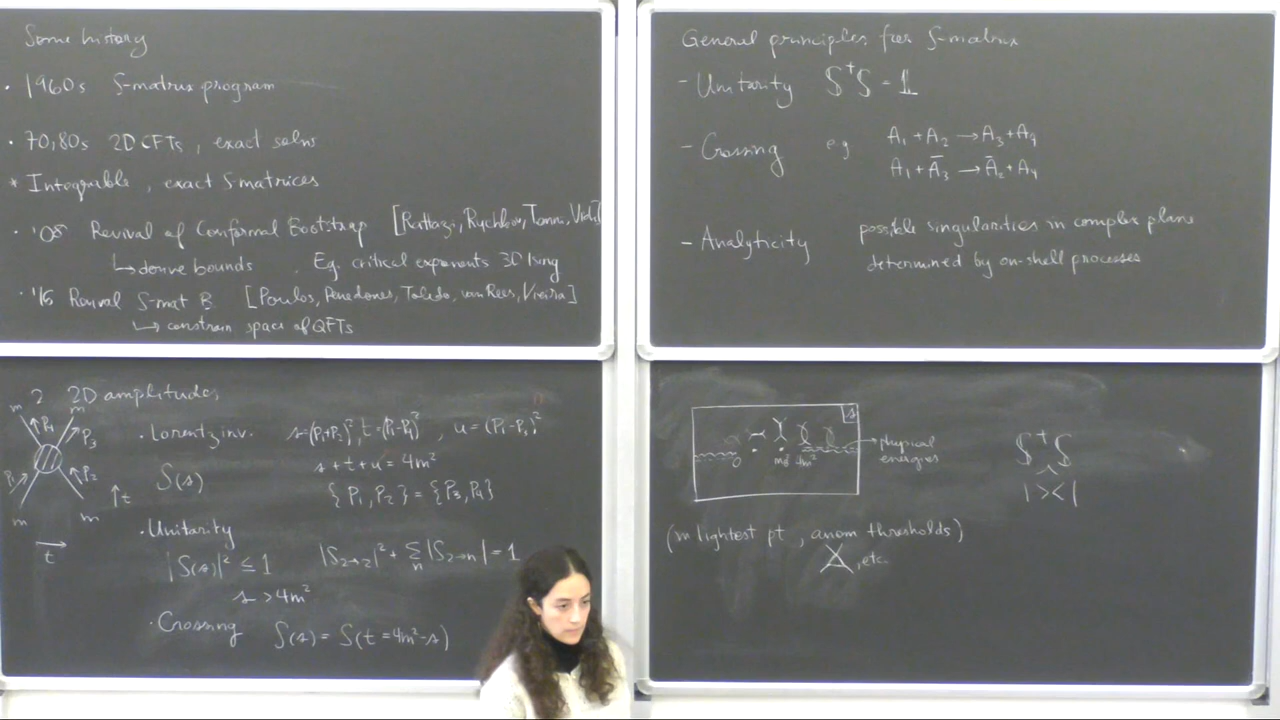 Some history
· 1960s S-matrix program
· 70,80s 2D CFTs, exact solns
* Integrable, exact S-matrices
· '08 Revival of Conformal Bootstrap [Rattazzi, Rychkov, Tonni, Vichi]
↳ derive bounds. Eg. critical exponents 3D Ising
· '16 Revival S-mat B [Paulos, Penedones, Toledo, van Rees, Vieira]
↳ constrain space of QFTs
General principles for S-matrix
- Unitarity S†S = 𝟙
- Crossing e.g. A₁ + A₂ → A₃ + A₄
A₁ + Ā₃ → Ā₂ + A₄
- Analyticity possible singularities in complex plane
determined by on-shell processes
2 2D amplitudes
m m
P₄ P₃
P₁ P₂
m m
↑t
t
· Lorentz inv. s=(P₁+P₂)², t=(P₁-P₄)², u=(P₁-P₃)²
s+t+u = 4m²
S(s) {P₁, P₂} = {P₃, P₄}
· Unitarity
|S(s)|² ≤ 1 |S₂→₂|² + Σₙ |S₂→ₙ|² = 1
s > 4m²
· Crossing S(s) = S(t = 4m²-s)
s
0 4m²
→ physical energies
S†S
| >< |
(m lightest pt, anom thresholds)
, etc.